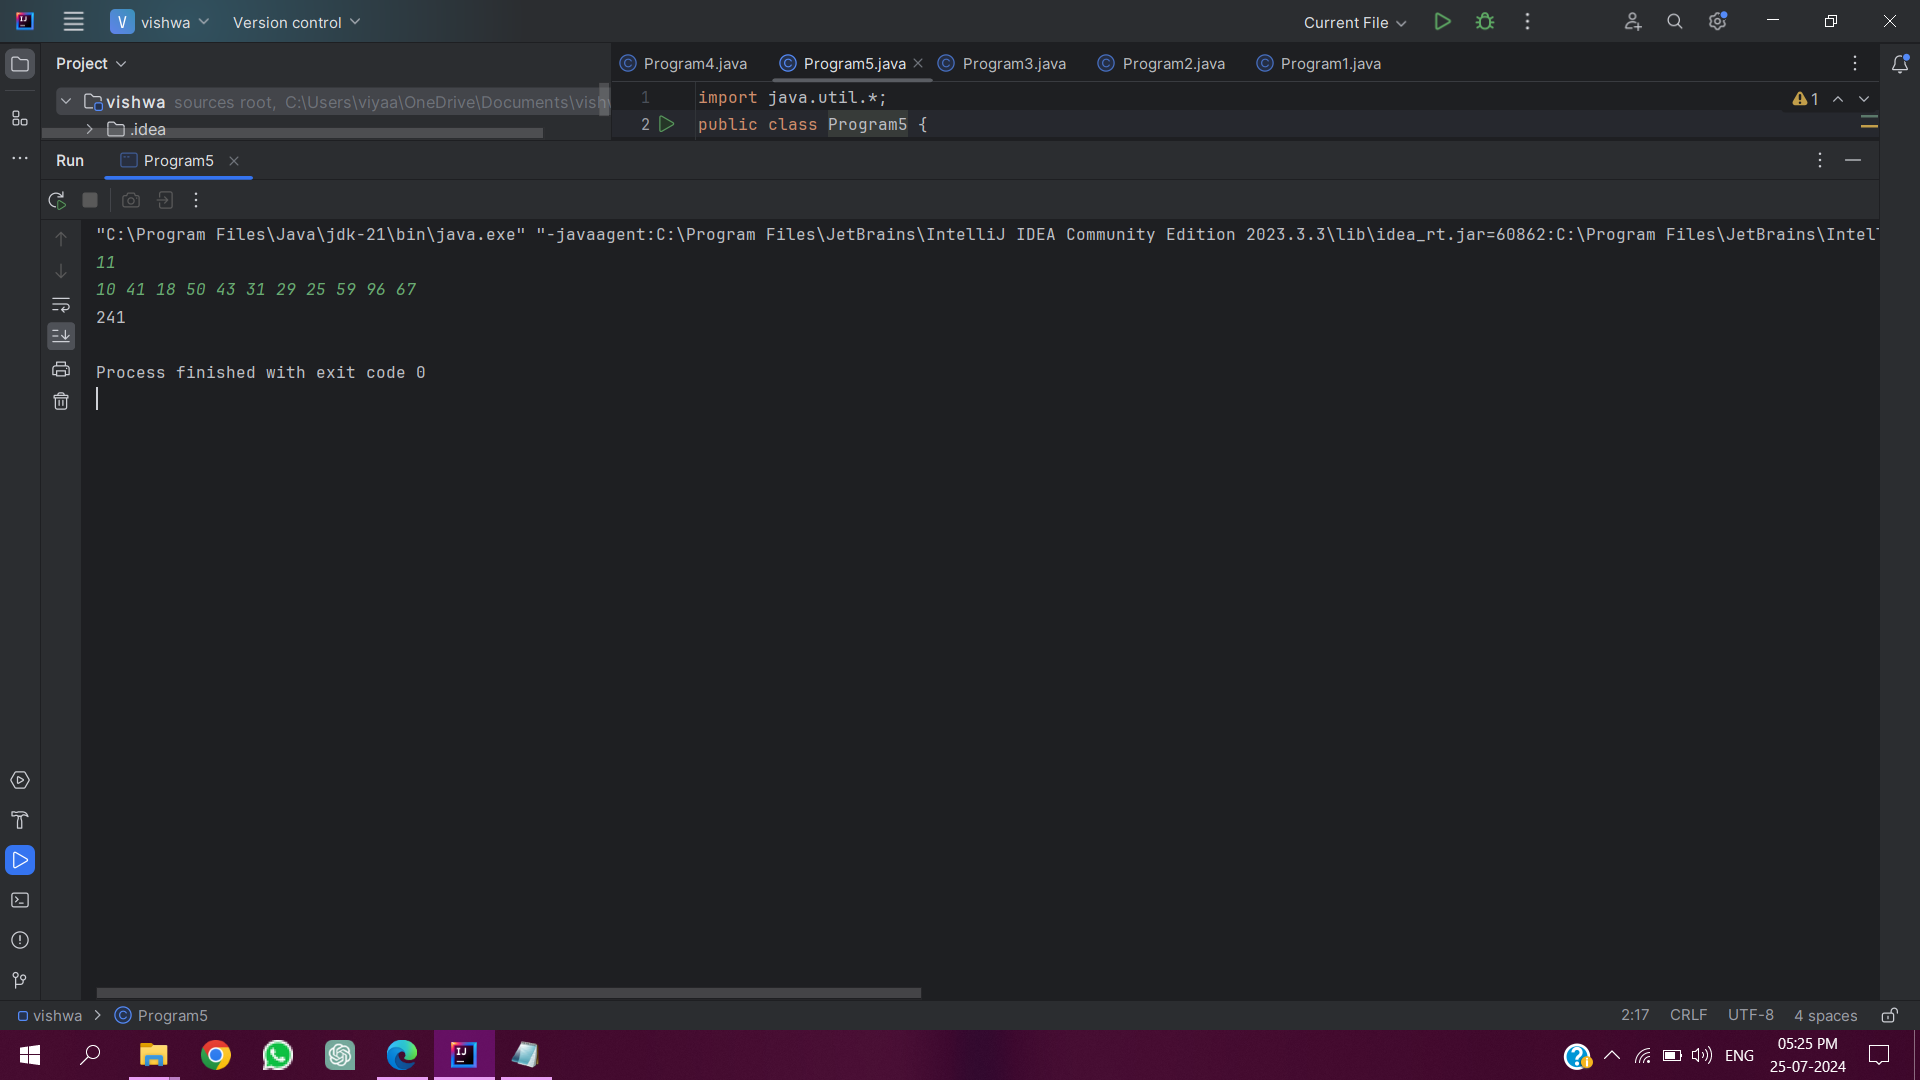 V vishwa Version control Current File
Project Program4.java Program5.java Program3.java Program2.java Program1.java
vishwa sources root, C:\Users\viyaa\OneDrive\Documents\vishw 1 import java.util.*; 1
.idea 2 public class Program5 {
Run Program5
"C:\Program Files\Java\jdk-21\bin\java.exe" "-javaagent:C:\Program Files\JetBrains\IntelliJ IDEA Community Edition 2023.3.3\lib\idea_rt.jar=60862:C:\Program Files\JetBrains\Intell
11
10 41 18 50 43 31 29 25 59 96 67
241
Process finished with exit code 0
vishwa Program5 2:17 CRLF UTF-8 4 spaces
ENG 05:25 PM
25-07-2024